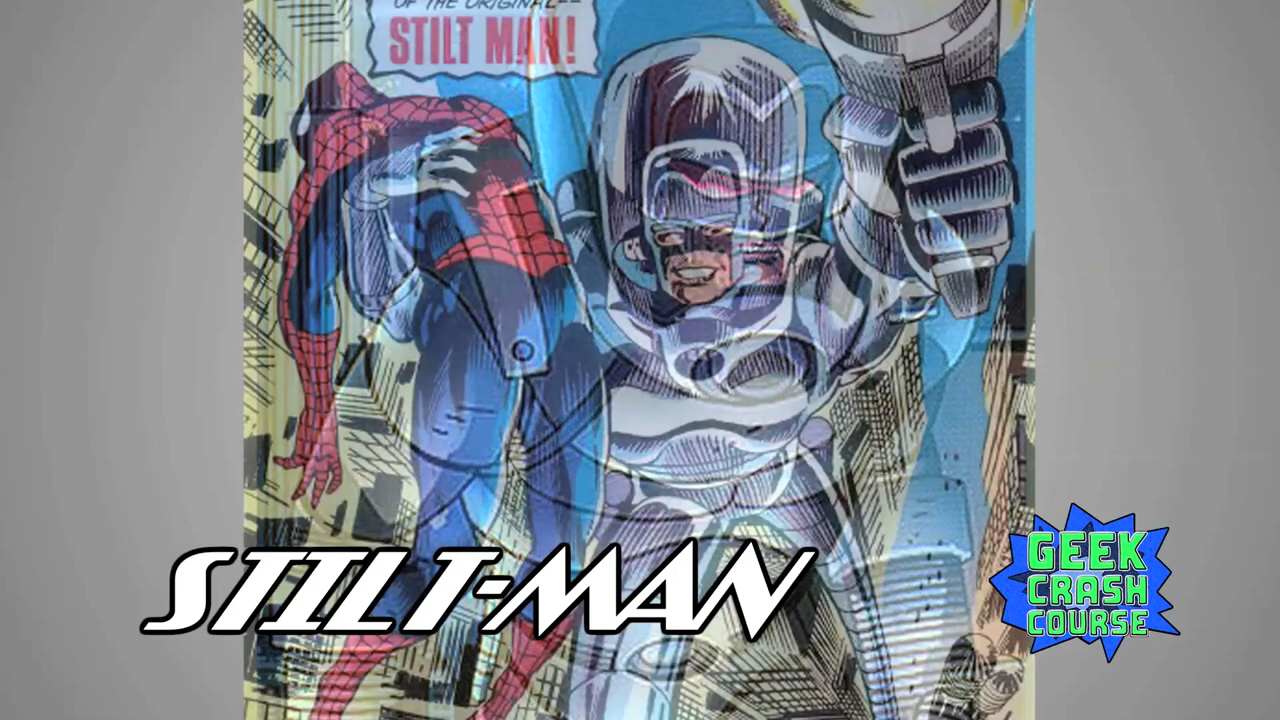 OF THE ORIGINAL--
STILT MAN!
STILT-MAN
GEEK
CRASH
COURSE